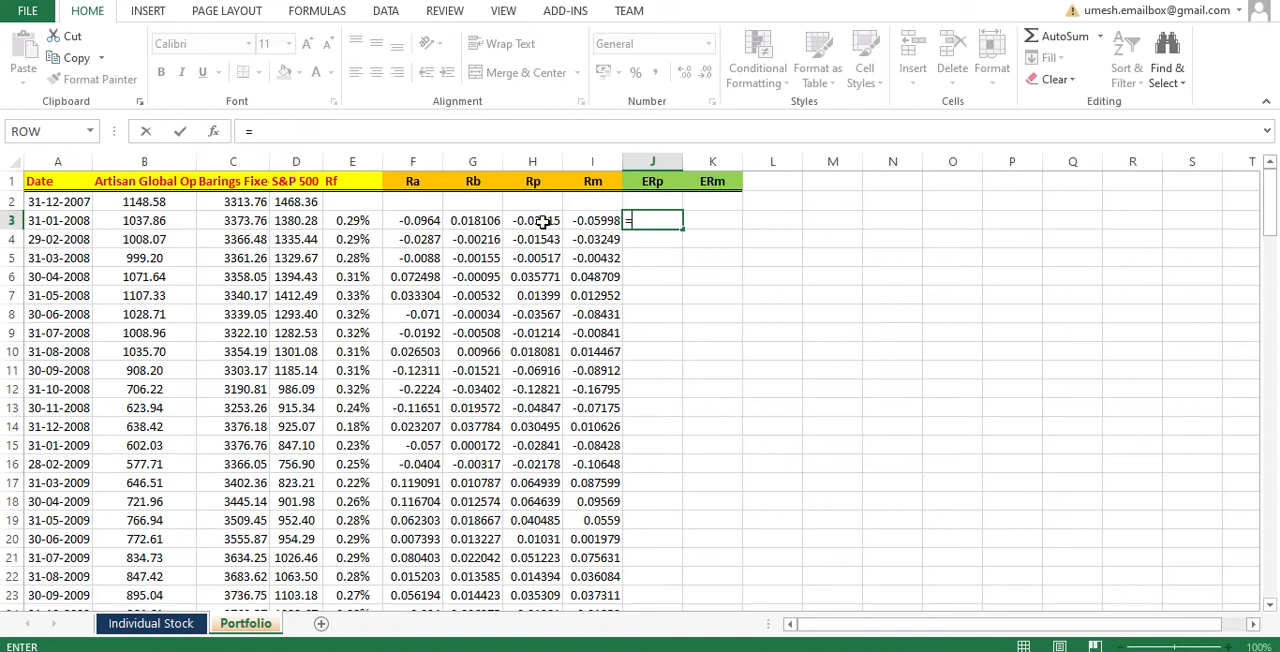 FILE HOME INSERT PAGE LAYOUT FORMULAS DATA REVIEW VIEW ADD-INS TEAM umesh.emailbox@gmail.com
Paste Cut Copy Format Painter
Calibri 11 B I U A A A
Wrap Text Merge & Center
General %
Conditional Formatting Format as Table Cell Styles
Insert Delete Format
AutoSum Fill Clear Sort & Filter Find & Select
Clipboard Font Alignment Number Styles Cells Editing
ROW fx =
A B C D E F G H I J K L M N O P Q R S T
1 Date Artisan Global Op Barings Fixe S&P 500 Rf Ra Rb Rp Rm ERp ERm
2 31-12-2007 1148.58 3313.76 1468.36
3 31-01-2008 1037.86 3373.76 1380.28 0.29% -0.0964 0.018106 -0.05998 =
4 29-02-2008 1008.07 3366.48 1335.44 0.29% -0.0287 -0.00216 -0.01543 -0.03249
5 31-03-2008 999.20 3361.26 1329.67 0.28% -0.0088 -0.00155 -0.00517 -0.00432
6 30-04-2008 1071.64 3358.05 1394.43 0.31% 0.072498 -0.00095 0.035771 0.048709
7 31-05-2008 1107.33 3340.17 1412.49 0.33% 0.033304 -0.00532 0.01399 0.012952
8 30-06-2008 1028.71 3339.05 1293.40 0.32% -0.071 -0.00034 -0.03567 -0.08431
9 31-07-2008 1008.96 3322.10 1282.53 0.32% -0.0192 -0.00508 -0.01214 -0.00841
10 31-08-2008 1035.70 3354.19 1301.08 0.31% 0.026503 0.00966 0.018081 0.014467
11 30-09-2008 908.20 3303.17 1185.14 0.31% -0.12311 -0.01521 -0.06916 -0.08912
12 31-10-2008 706.22 3190.81 986.09 0.32% -0.2224 -0.03402 -0.12821 -0.16795
13 30-11-2008 623.94 3253.26 915.34 0.24% -0.11651 0.019572 -0.04847 -0.07175
14 31-12-2008 638.42 3376.18 925.07 0.18% 0.023207 0.037784 0.030495 0.010626
15 31-01-2009 602.03 3376.76 847.10 0.23% -0.057 0.000172 -0.02841 -0.08428
16 28-02-2009 577.71 3366.05 756.90 0.25% -0.0404 -0.00317 -0.02178 -0.10648
17 31-03-2009 646.51 3402.36 823.21 0.22% 0.119091 0.010787 0.064939 0.087599
18 30-04-2009 721.96 3445.14 901.98 0.26% 0.116704 0.012574 0.064639 0.09569
19 31-05-2009 766.94 3509.45 952.40 0.28% 0.062303 0.018667 0.040485 0.0559
20 30-06-2009 772.61 3555.87 954.29 0.29% 0.007393 0.013227 0.01031 0.001979
21 31-07-2009 834.73 3634.25 1026.46 0.29% 0.080403 0.022042 0.051223 0.075631
22 31-08-2009 847.42 3683.62 1063.50 0.28% 0.015203 0.013585 0.014394 0.036084
23 30-09-2009 895.04 3736.75 1103.18 0.27% 0.056194 0.014423 0.035309 0.037311
Individual Stock Portfolio
ENTER 100%